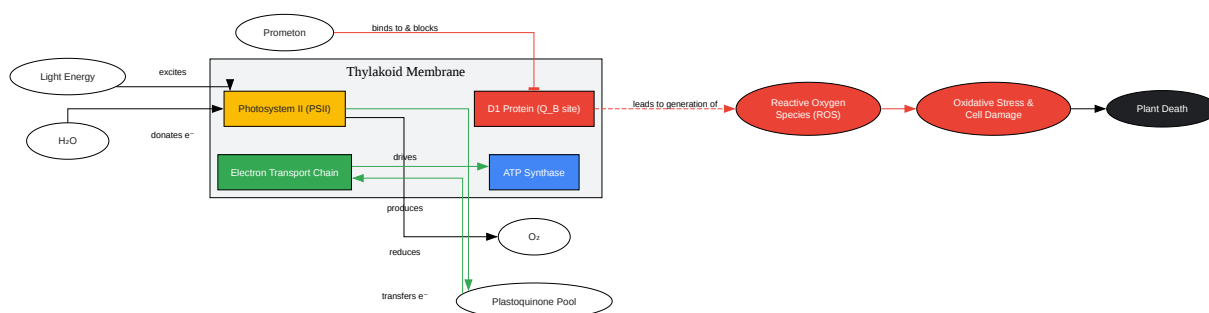 Prometon
binds to & blocks
Light Energy
excites
Thylakoid Membrane
Photosystem II (PSII)
D1 Protein (Q_B site)
leads to generation of
Reactive Oxygen
Species (ROS)
Oxidative Stress &
Cell Damage
Plant Death
H₂O
donates e⁻
Electron Transport Chain
drives
ATP Synthase
produces
O₂
reduces
transfers e⁻
Plastoquinone Pool